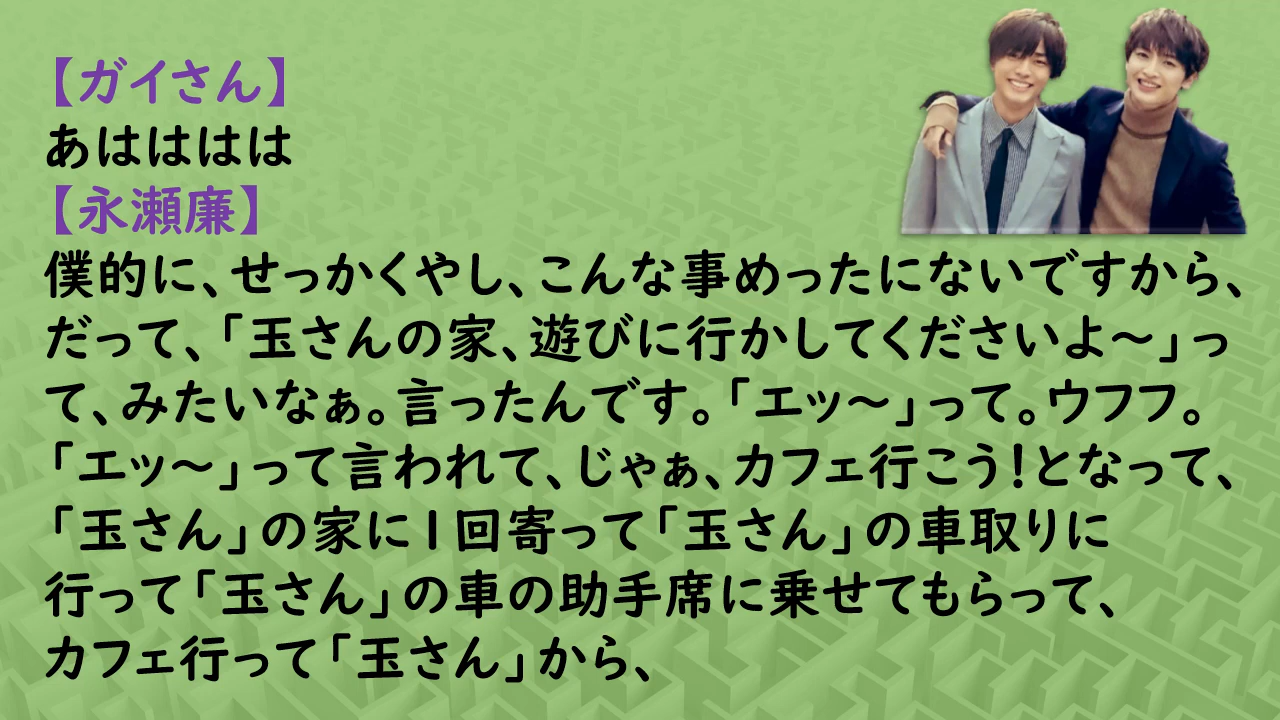 【ガイさん】
あはははは
【永瀬廉】
僕的に、せっかくやし、こんな事めったにないですから、
だって、「玉さんの家、遊びに行かしてくださいよ～」っ
て、みたいなぁ。言ったんです。「エッ～」って。ウフフ。
「エッ～」って言われて、じゃぁ、カフェ行こう！となって、
「玉さん」の家に1回寄って「玉さん」の車取りに
行って「玉さん」の車の助手席に乗せてもらって、
カフェ行って「玉さん」から、